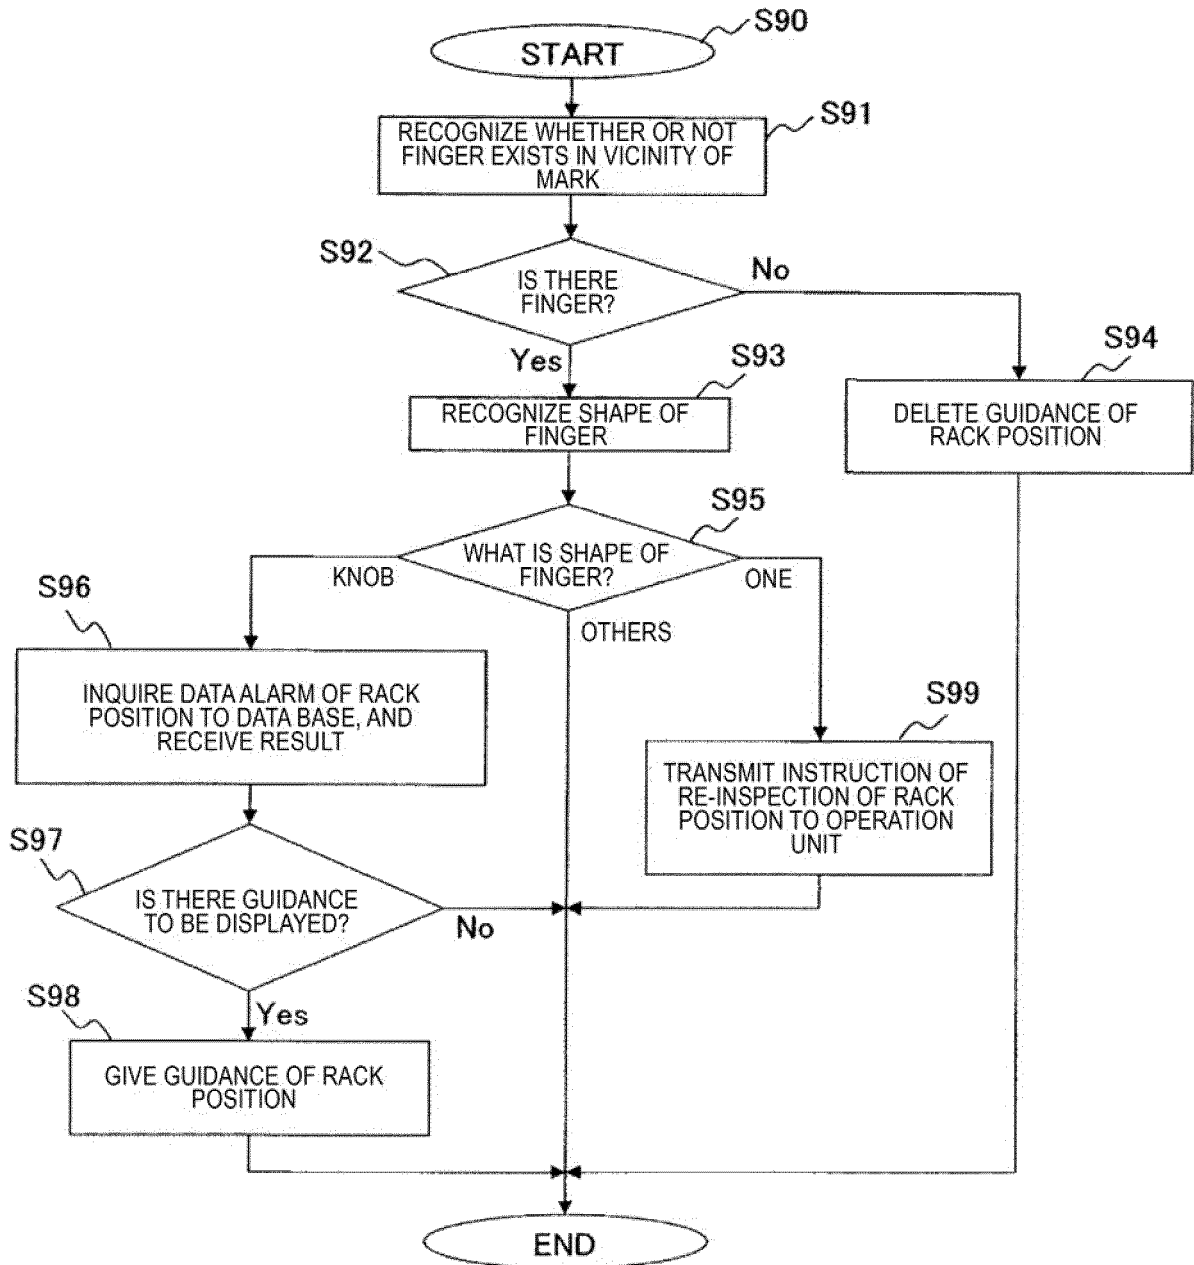 S90
START
S91
RECOGNIZE WHETHER OR NOT
FINGER EXISTS IN VICINITY OF
MARK
S92
IS THERE
FINGER?
No
Yes
S93
S94
RECOGNIZE SHAPE OF
FINGER
DELETE GUIDANCE OF
RACK POSITION
S95
WHAT IS SHAPE OF
FINGER?
KNOB
ONE
OTHERS
S96
INQUIRE DATA ALARM OF RACK
POSITION TO DATA BASE, AND
RECEIVE RESULT
S99
TRANSMIT INSTRUCTION OF
RE-INSPECTION OF RACK
POSITION TO OPERATION
UNIT
S97
IS THERE GUIDANCE
TO BE DISPLAYED?
No
Yes
S98
GIVE GUIDANCE OF RACK
POSITION
END